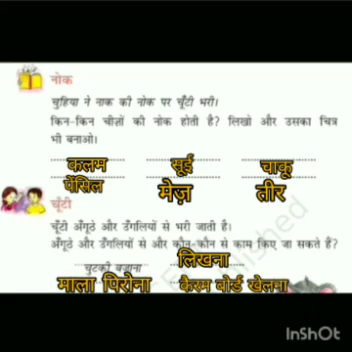 नोक
चुहिया ने नाक की नोक पर चूँटी भरी।
किन-किन चीज़ों की नोक होती है? लिखो और उसका चित्र
भी बनाओ।
कलम सूई चाकू
पेंसिल मेज़ तीर
चूँटी
चूँटी अँगूठे और उँगलियों से भरी जाती है।
अँगूठे और उँगलियों से और कौन-कौन से काम किए जा सकते हैं?
चुटकी बजाना लिखना
माला पिरोना कैरम बोर्ड खेलना
InShOt